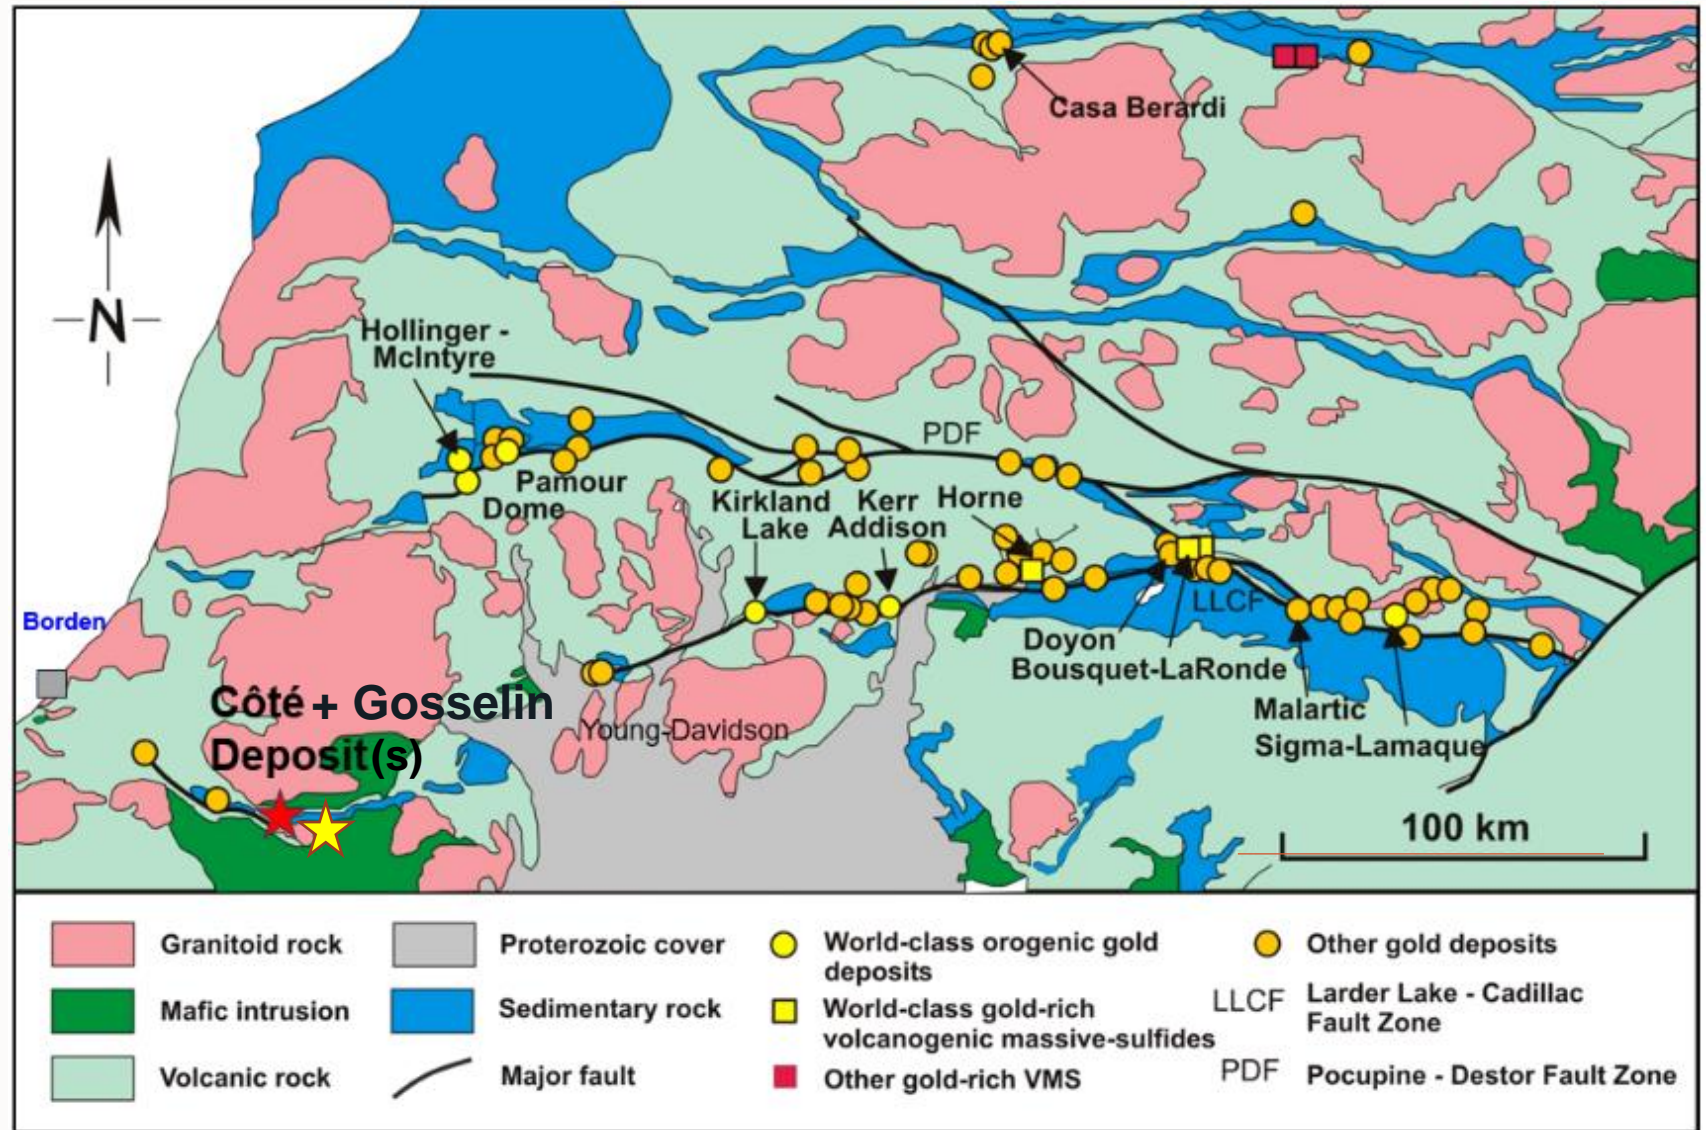 Casa Berardi
N
Hollinger -
McIntyre
PDF
Pamour
Dome
Kirkland
Lake
Kerr
Addison
Horne
LLCF
Borden
Doyon
Bousquet-LaRonde
Côté + Gosselin
Deposit(s)
Young-Davidson
Malartic
Sigma-Lamaque
100 km
Granitoid rock
Proterozoic cover
World-class orogenic gold
deposits
Other gold deposits
Mafic intrusion
Sedimentary rock
World-class gold-rich
volcanogenic massive-sulfides
LLCF
Larder Lake - Cadillac
Fault Zone
Volcanic rock
Major fault
Other gold-rich VMS
PDF
Pocupine - Destor Fault Zone